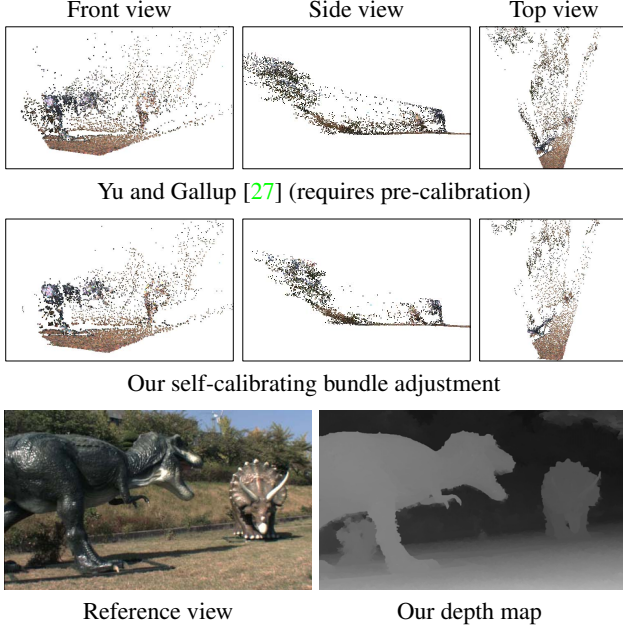 Front view Side view Top view
Yu and Gallup [27] (requires pre-calibration)
Our self-calibrating bundle adjustment
Reference view Our depth map